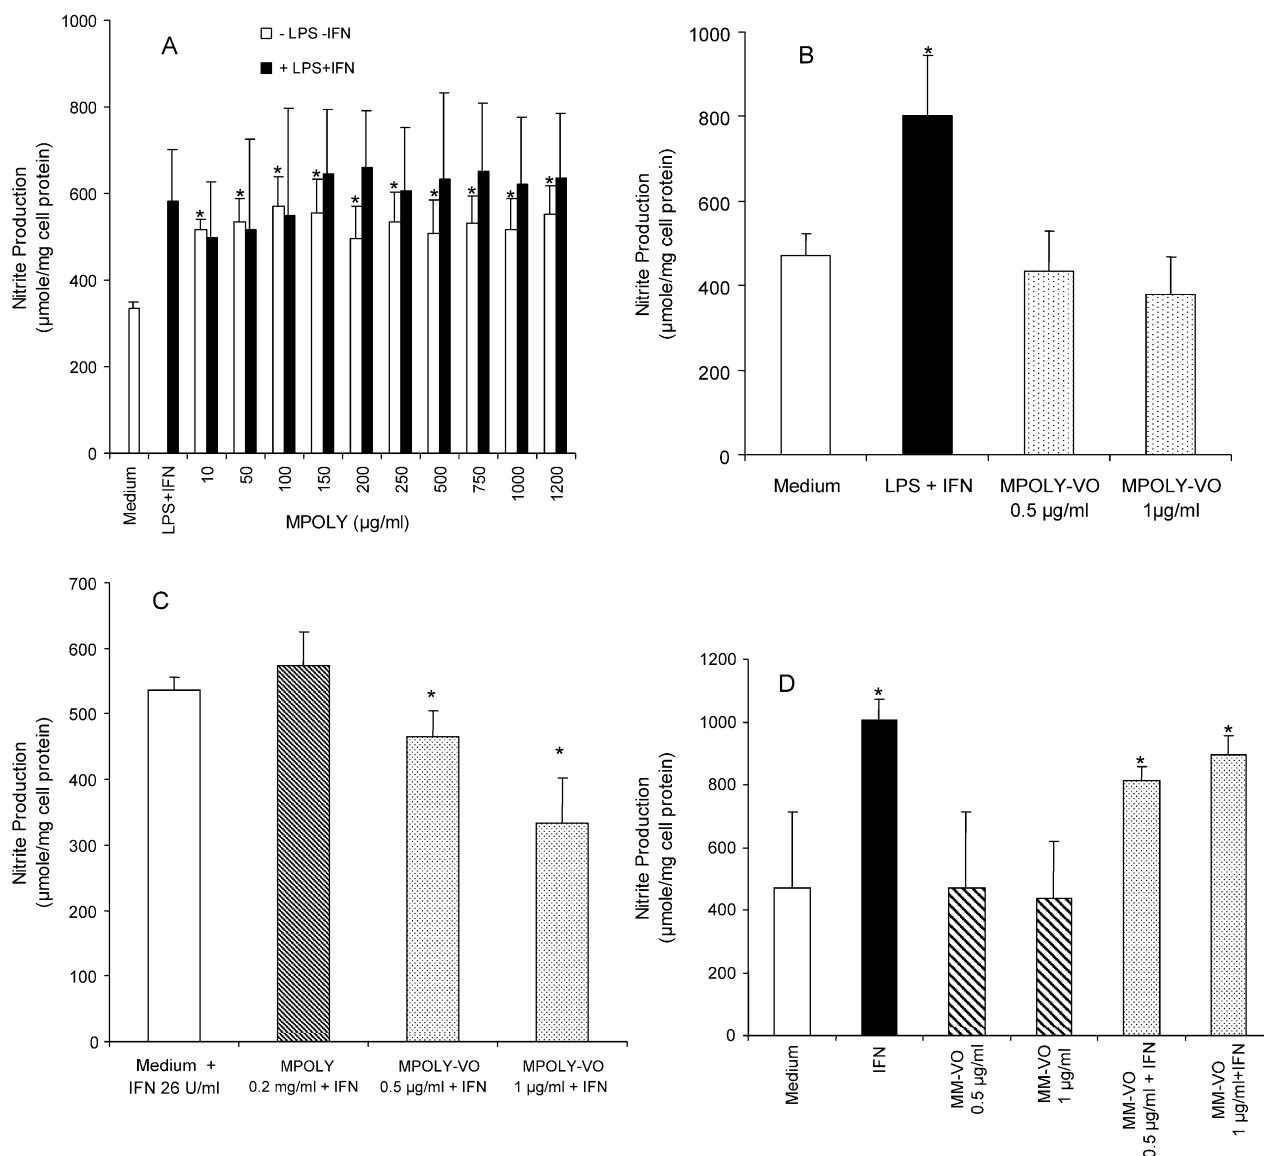 A
- LPS -IFN
+ LPS+IFN
Nitrite Production
(µmole/mg cell protein)
1000
800
600
400
200
0
* * * * * * * * * *
Medium
LPS+IFN
10
50
100
150
200
250
500
750
1000
1200
MPOLY (µg/ml)
B
Nitrite Production
(µmole/mg cell protein)
1000
800
600
400
200
0
*
Medium
LPS + IFN
MPOLY-VO
0.5 µg/ml
MPOLY-VO
1µg/ml
C
Nitrite Production
(µmole/mg cell protein)
700
600
500
400
300
200
100
0
* *
Medium +
IFN 26 U/ml
MPOLY
0.2 mg/ml + IFN
MPOLY-VO
0.5 µg/ml + IFN
MPOLY-VO
1 µg/ml + IFN
D
Nitrite Production
(µmole/mg cell protein)
1200
1000
800
600
400
200
0
* * *
Medium
IFN
MM-VO
0.5 µg/ml
MM-VO
1 µg/ml
MM-VO
0.5 µg/ml + IFN
MM-VO
1 µg/ml+IFN